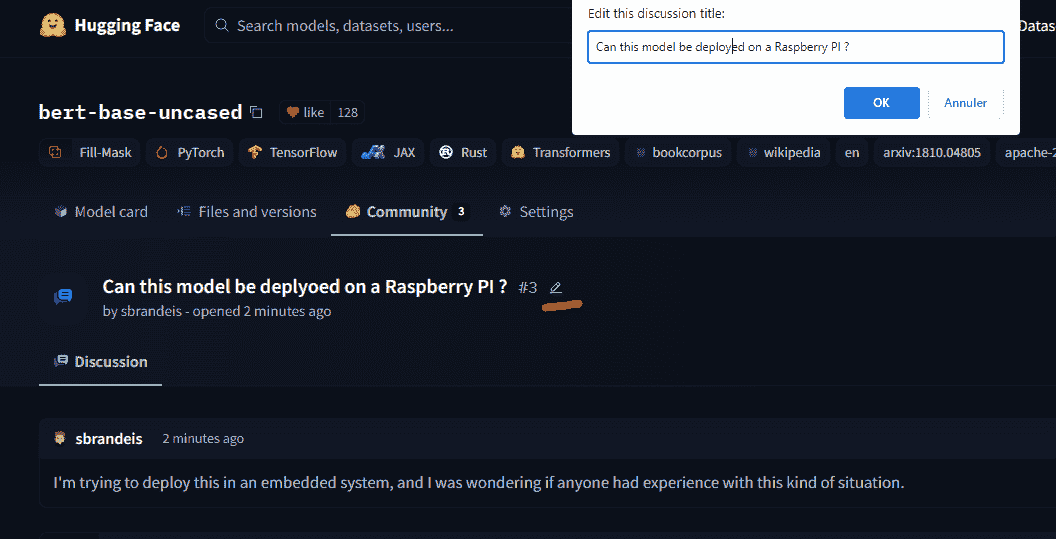 Edit this discussion title:
Hugging Face
Search models, datasets, users...
Datas
Can this model be deployed on a Raspberry PI ?
OK
Annuler
bert-base-uncased
like 128
Fill-Mask PyTorch TensorFlow JAX Rust Transformers bookcorpus wikipedia en arxiv:1810.04805 apache-2
Model card Files and versions Community 3 Settings
Can this model be deplyoed on a Raspberry PI ? #3
by sbrandeis - opened 2 minutes ago
Discussion
sbrandeis 2 minutes ago
I'm trying to deploy this in an embedded system, and I was wondering if anyone had experience with this kind of situation.